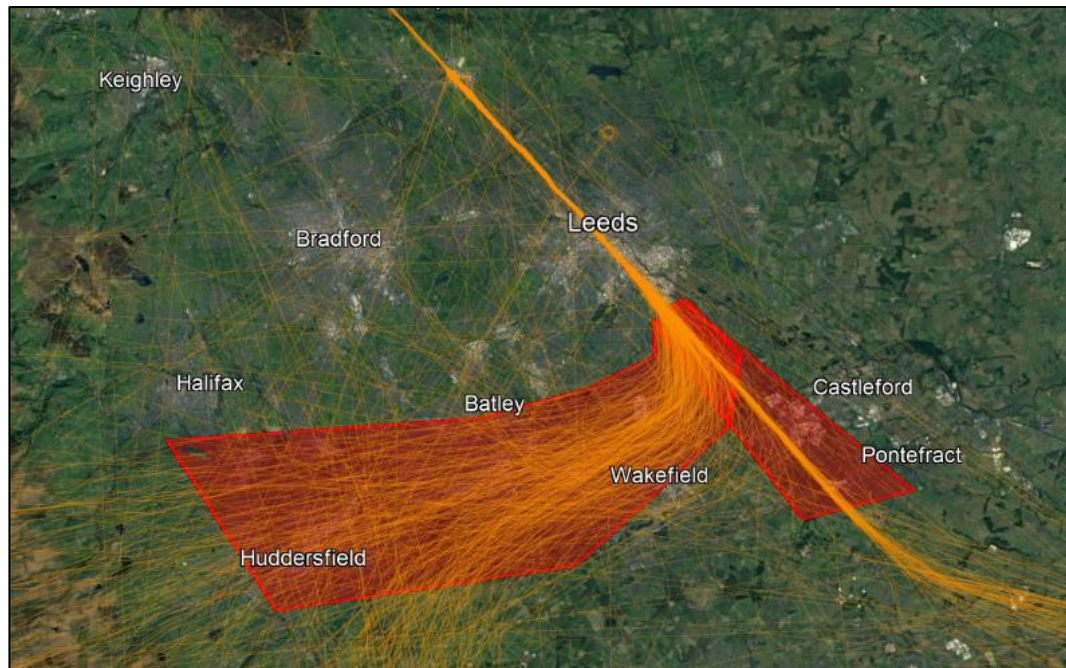 Keighley
Leeds
Bradford
Halifax
Castleford
Batley
Pontefract
Wakefield
Huddersfield